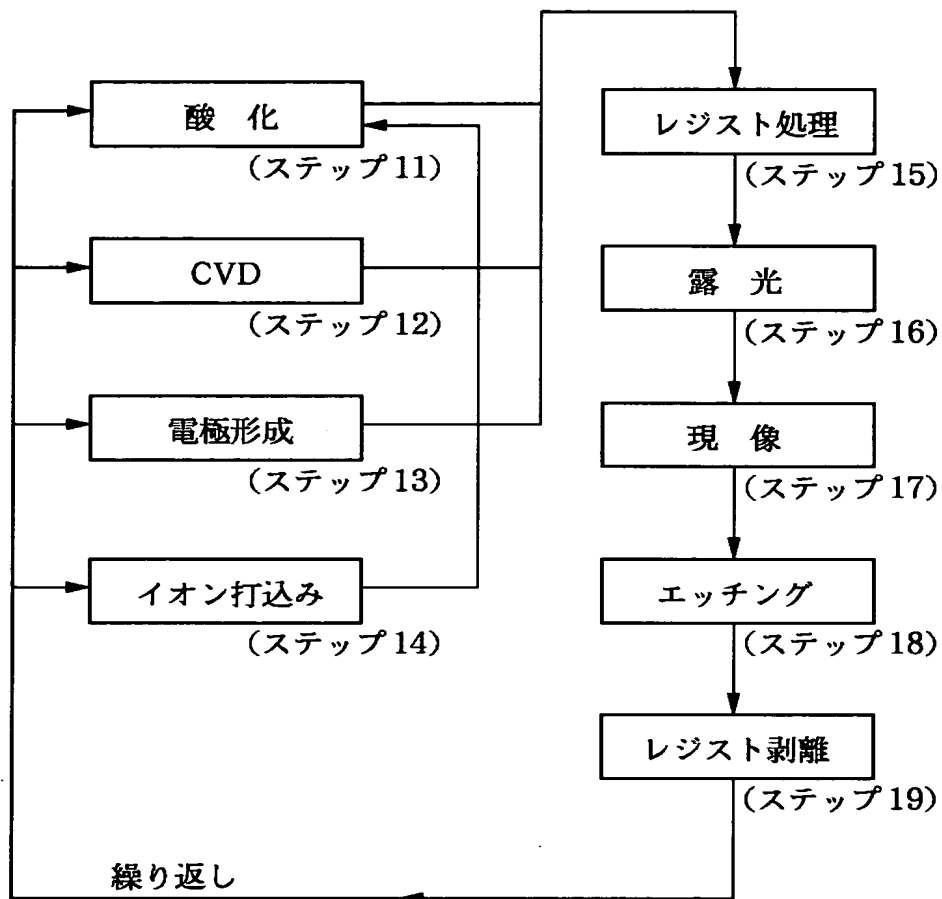 酸 化
(ステップ11)
CVD
(ステップ12)
電極形成
(ステップ13)
イオン打込み
(ステップ14)
レジスト処理
(ステップ15)
露 光
(ステップ16)
現 像
(ステップ17)
エッチング
(ステップ18)
レジスト剥離
(ステップ19)
繰り返し